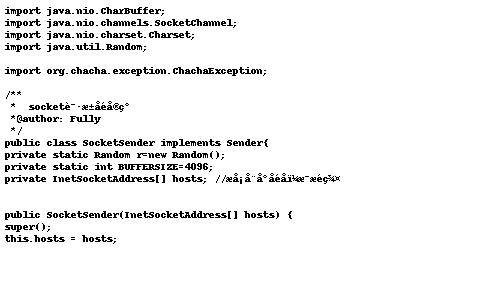 import java.nio.CharBuffer;
import java.nio.channels.SocketChannel;
import java.nio.charset.Charset;
import java.util.Random;
import org.chacha.exception.ChachaException;
/**
*
*@author: Fully
*/
public class SocketSender implements Sender{
private static Random r=new Random();
private static int BUFFERSIZE=4096;
private InetSocketAddress[] hosts;
public SocketSender(InetSocketAddress[] hosts) {
super();
this.hosts = hosts;